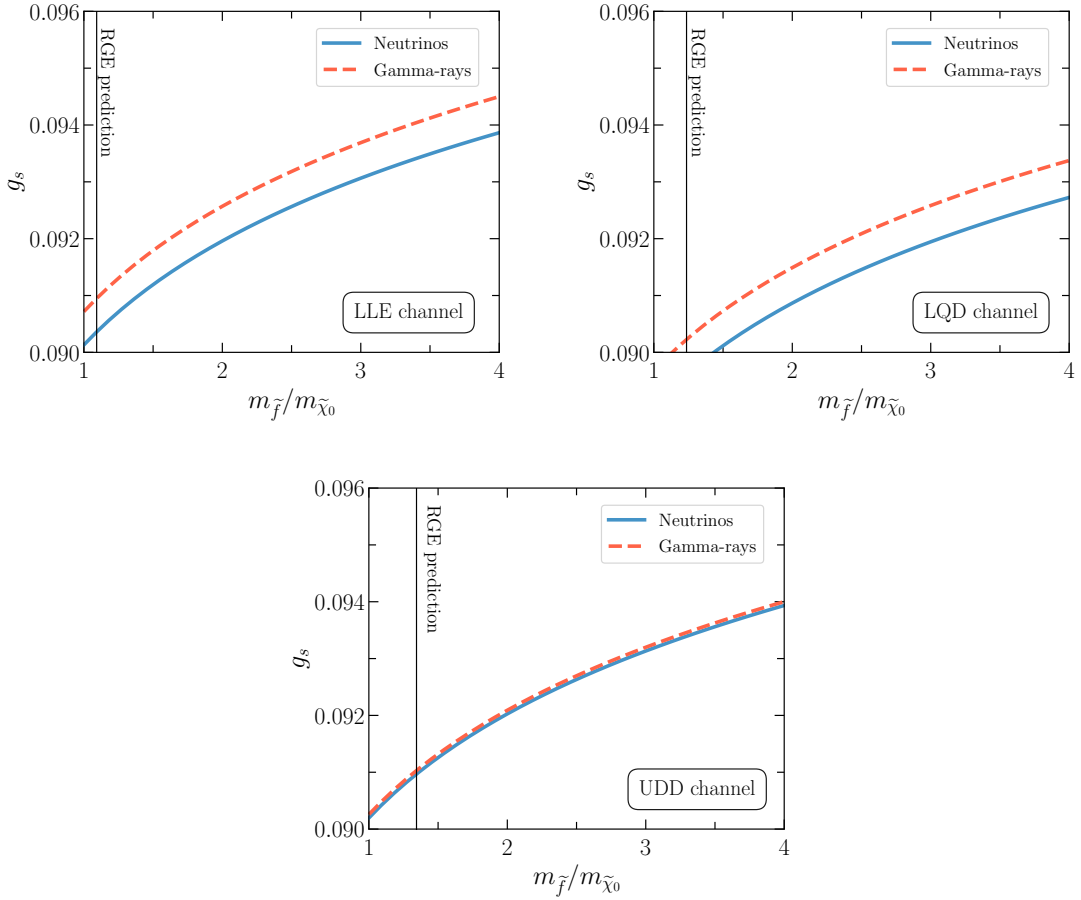 0.096
0.094
0.092
0.090
g_s
RGE prediction
Neutrinos
Gamma-rays
LLE channel
1 2 3 4
m_f̃/m_χ̃0
0.096
0.094
0.092
0.090
g_s
RGE prediction
Neutrinos
Gamma-rays
LQD channel
1 2 3 4
m_f̃/m_χ̃0
0.096
0.094
0.092
0.090
g_s
RGE prediction
Neutrinos
Gamma-rays
UDD channel
1 2 3 4
m_f̃/m_χ̃0